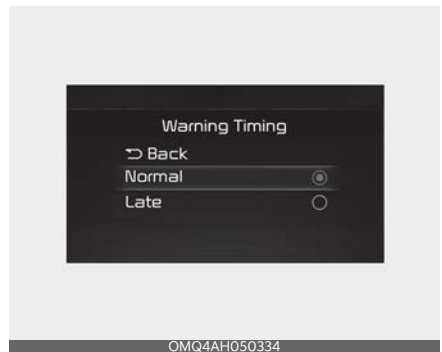 Warning Timing
Back
Normal
Late
OMQ4AH050334